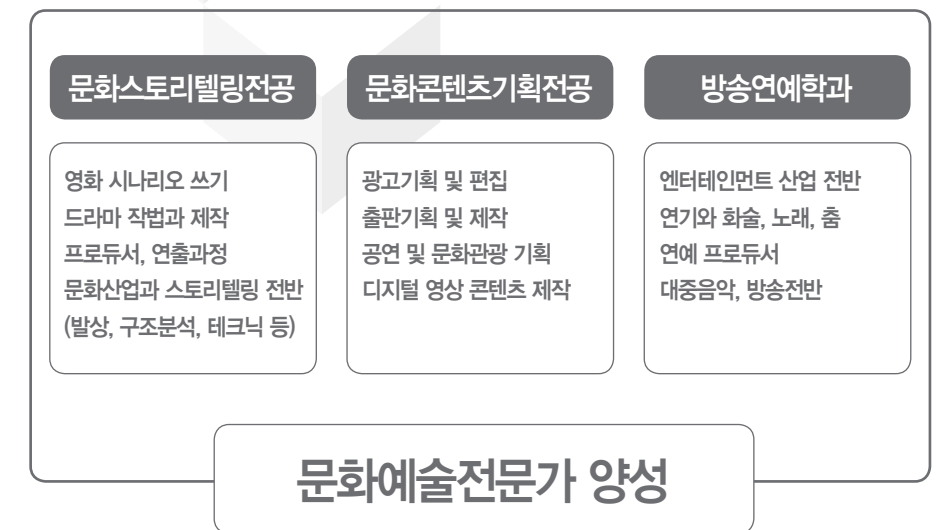 문화스토리텔링전공
영화 시나리오 쓰기
드라마 작법과 제작
프로듀서, 연출과정
문화산업과 스토리텔링 전반
(발상, 구조분석, 테크닉 등)
문화콘텐츠기획전공
광고기획 및 편집
출판기획 및 제작
공연 및 문화관광 기획
디지털 영상 콘텐츠 제작
방송연예학과
엔터테인먼트 산업 전반
연기와 화술, 노래, 춤
연예 프로듀서
대중음악, 방송전반
문화예술전문가 양성